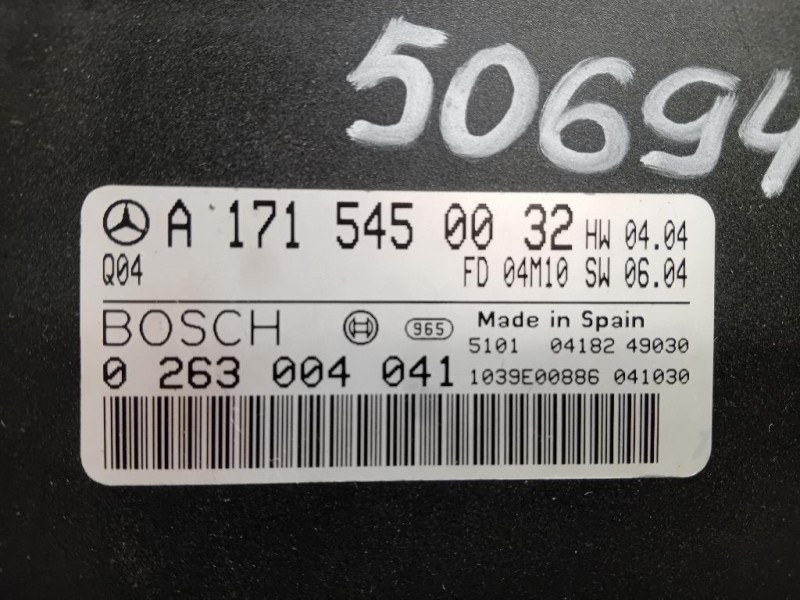 50694
A 171 545 00 32 HW 04.04
Q04 FD 04M10 SW 06.04
BOSCH 965 Made in Spain
5101 04182 49030
0 263 004 041 1039E00886 041030